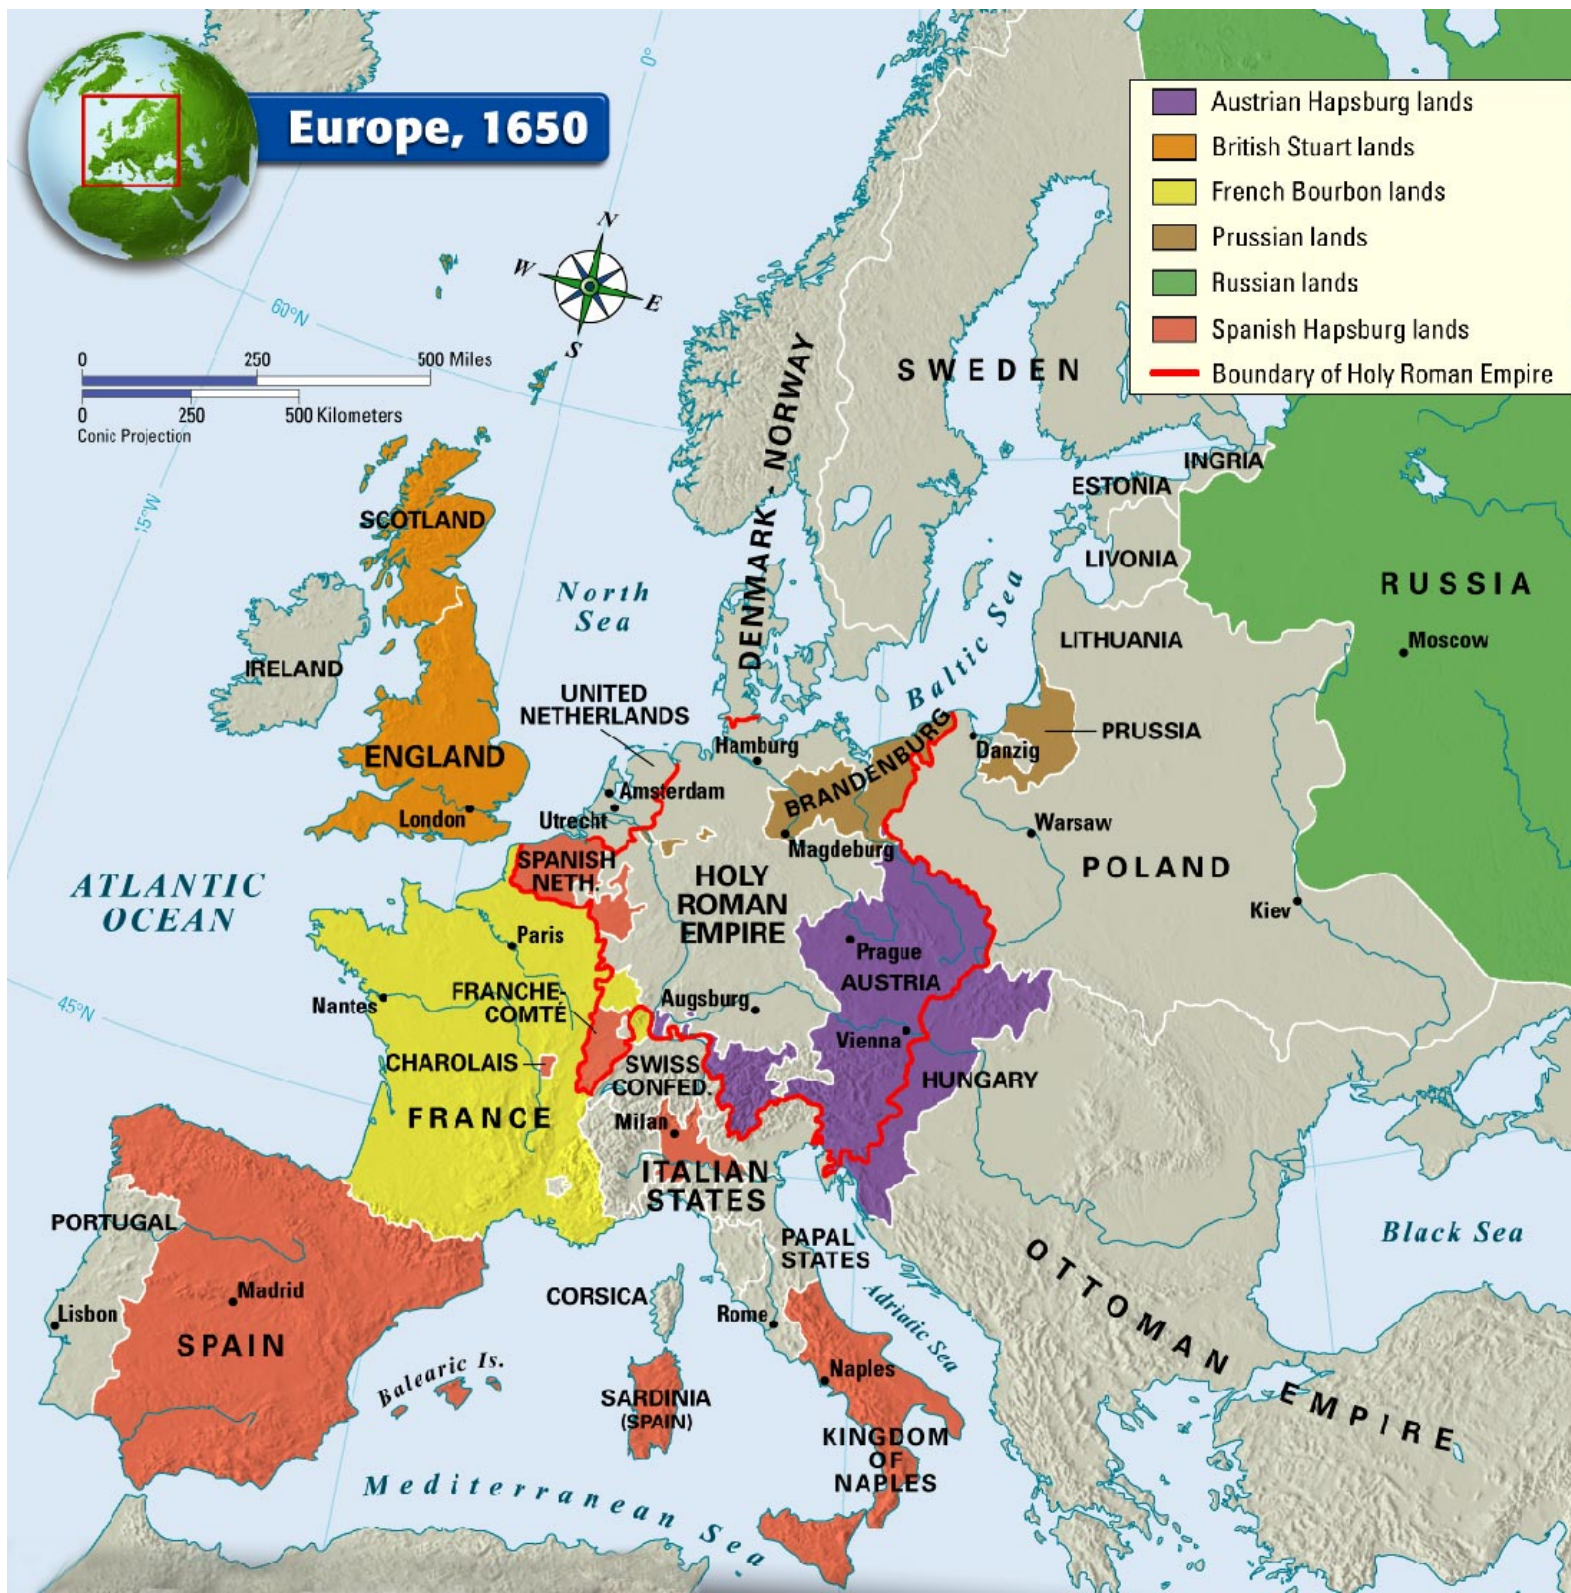 Europe, 1650
Austrian Hapsburg lands
British Stuart lands
French Bourbon lands
Prussian lands
Russian lands
Spanish Hapsburg lands
Boundary of Holy Roman Empire
0°
N
W
E
S
60°N
0 250 500 Miles
0 250 500 Kilometers
Conic Projection
15°W
45°N
SWEDEN
DENMARK - NORWAY
INGRIA
ESTONIA
LIVONIA
LITHUANIA
RUSSIA
Moscow
SCOTLAND
IRELAND
ENGLAND
London
North
Sea
Baltic Sea
UNITED
NETHERLANDS
Amsterdam
Utrecht
Hamburg
BRANDENBURG
Magdeburg
Danzig
PRUSSIA
Warsaw
POLAND
Kiev
ATLANTIC
OCEAN
SPANISH
NETH.
HOLY
ROMAN
EMPIRE
Paris
Nantes
FRANCHE-
COMTÉ
CHAROLAIS
FRANCE
Prague
AUSTRIA
Augsburg
Vienna
HUNGARY
SWISS
CONFED.
Milan
ITALIAN
STATES
PAPAL
STATES
PORTUGAL
Lisbon
Madrid
SPAIN
Balearic Is.
CORSICA
Rome
Adriatic Sea
SARDINIA
(SPAIN)
Naples
KINGDOM
OF
NAPLES
Mediterranean Sea
OTTOMAN EMPIRE
Black Sea